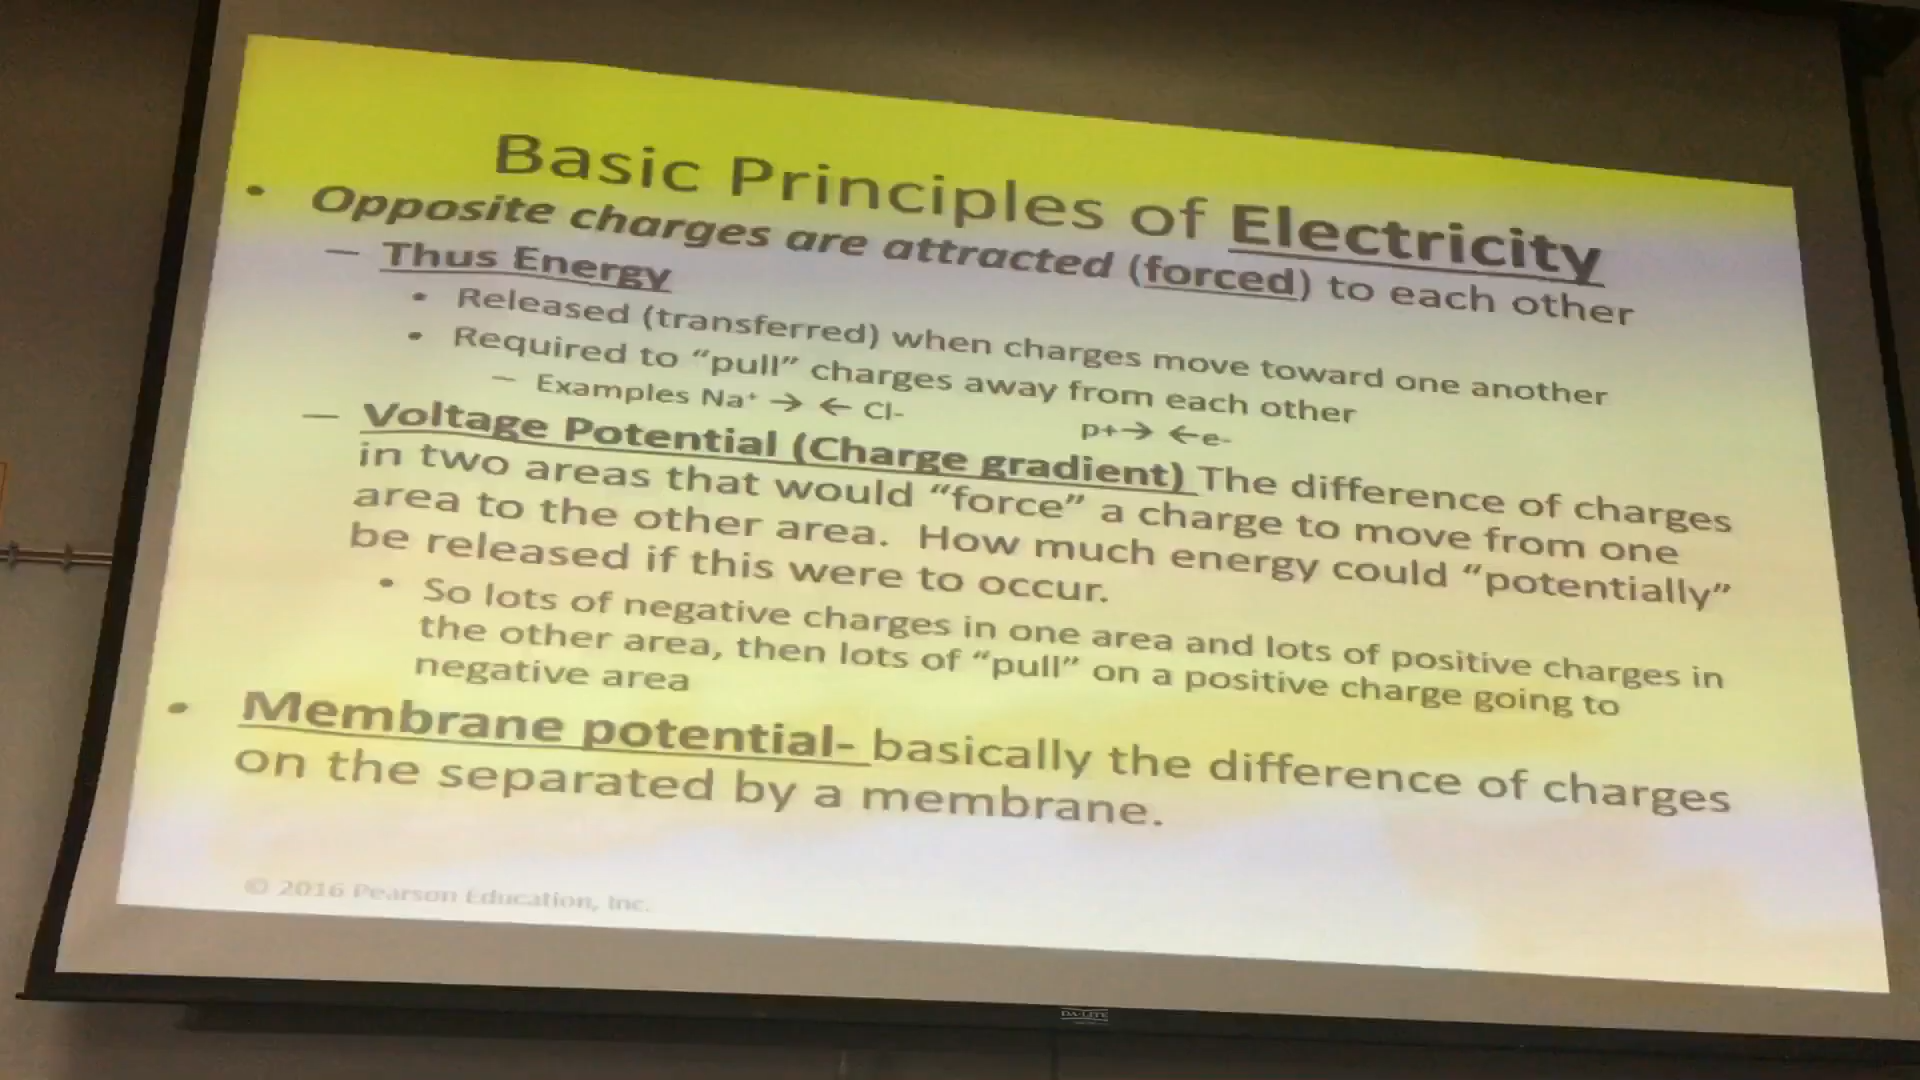 Basic Principles of Electricity
• Opposite charges are attracted (forced) to each other
– Thus Energy
• Released (transferred) when charges move toward one another
• Required to “pull” charges away from each other
– Examples Na⁺ → ← Cl- p+→ ←e-
– Voltage Potential (Charge gradient) The difference of charges
in two areas that would “force” a charge to move from one
area to the other area. How much energy could “potentially”
be released if this were to occur.
• So lots of negative charges in one area and lots of positive charges in
the other area, then lots of “pull” on a positive charge going to
negative area
• Membrane potential- basically the difference of charges
on the separated by a membrane.
© 2016 Pearson Education, Inc.
DA-LITE